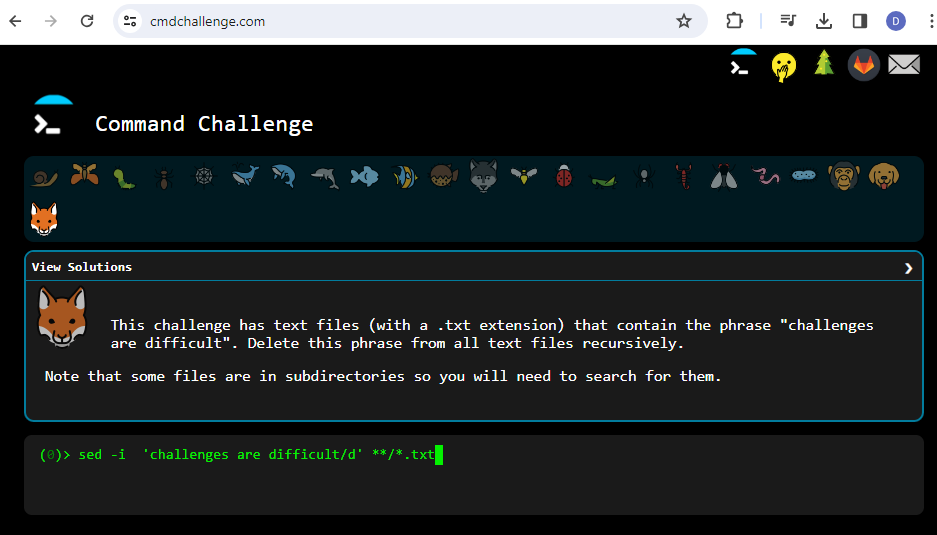 cmdchallenge.com
D
Command Challenge
View Solutions
This challenge has text files (with a .txt extension) that contain the phrase "challenges
are difficult". Delete this phrase from all text files recursively.
Note that some files are in subdirectories so you will need to search for them.
(0)> sed -i  'challenges are difficult/d' **/*.txt